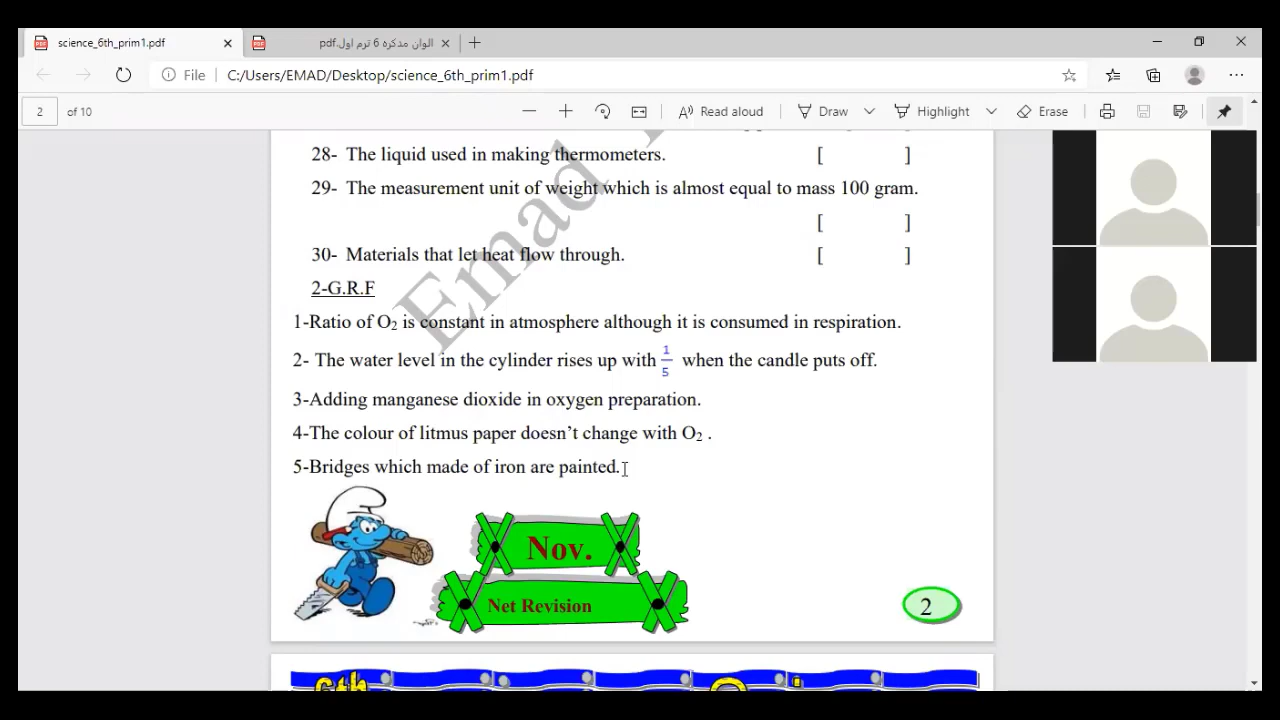 science_6th_prim1.pdf
الوان مذكره 6 ترم اول.pdf
File
C:/Users/EMAD/Desktop/science_6th_prim1.pdf
2 of 10
Read aloud
Draw
Highlight
Erase
28- The liquid used in making thermometers. [ ]
29- The measurement unit of weight which is almost equal to mass 100 gram.
[ ]
30- Materials that let heat flow through. [ ]
Emad
2-G.R.F
1-Ratio of O₂ is constant in atmosphere although it is consumed in respiration.
2- The water level in the cylinder rises up with 1/5 when the candle puts off.
3-Adding manganese dioxide in oxygen preparation.
4-The colour of litmus paper doesn’t change with O₂ .
5-Bridges which made of iron are painted.
Nov.
Net Revision
2
6th